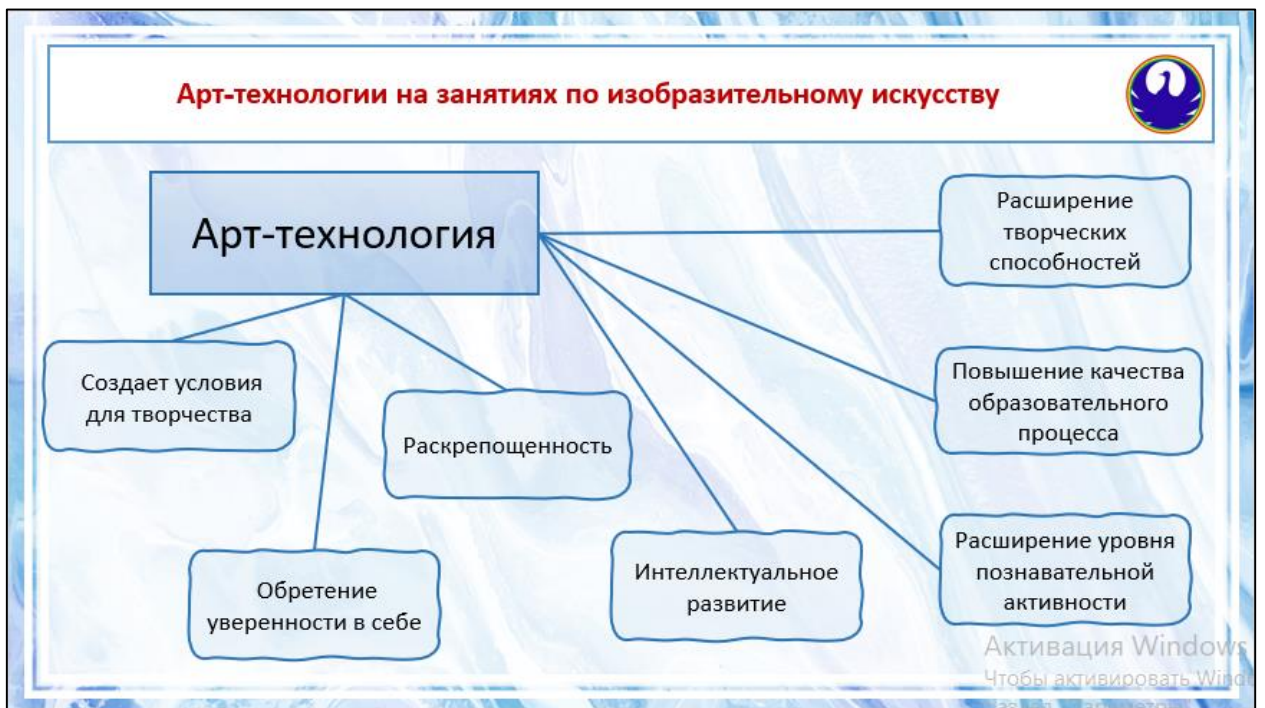 Арт-технологии на занятиях по изобразительному искусству
Арт-технология
Расширение
творческих
способностей
Создает условия
для творчества
Раскрепощенность
Повышение качества
образовательного
процесса
Обретение
уверенности в себе
Интеллектуальное
развитие
Расширение уровня
познавательной
активности
Активация Windows
Чтобы активировать